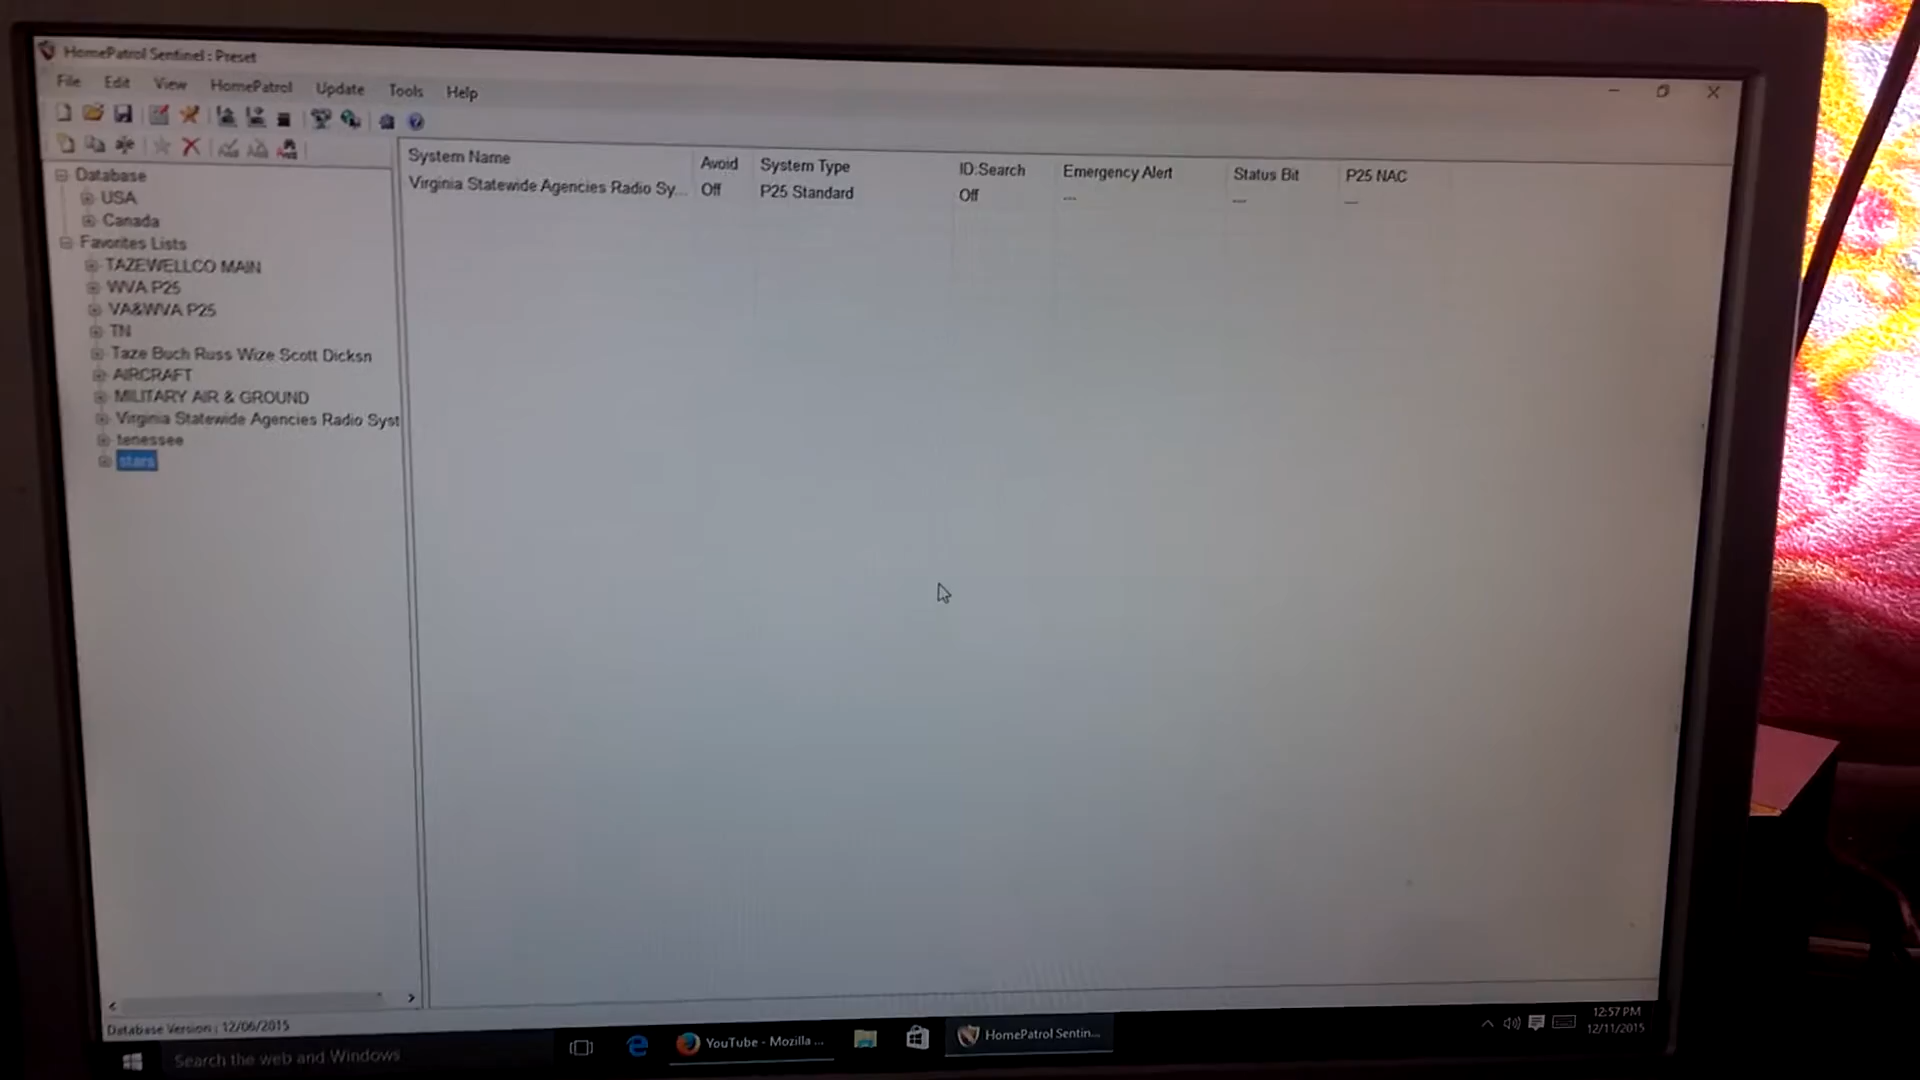 HomePatrol Sentinel : Preset
File Edit View HomePatrol Update Tools Help
System Name Avoid System Type ID:Search Emergency Alert Status Bit P25 NAC
Virginia Statewide Agencies Radio Sy... Off P25 Standard Off --- --- ---
Database
USA
Canada
Favorites Lists
TAZEWELLCO MAIN
WVA P25
VA&WVA P25
TN
Taze Buch Russ Wize Scott Dicksn
AIRCRAFT
MILITARY AIR & GROUND
Virginia Statewide Agencies Radio Syst
tenessee
stars
Database Version : 12/06/2015
Search the web and Windows
YouTube - Mozilla ...
HomePatrol Sentin...
12:57 PM
12/11/2015